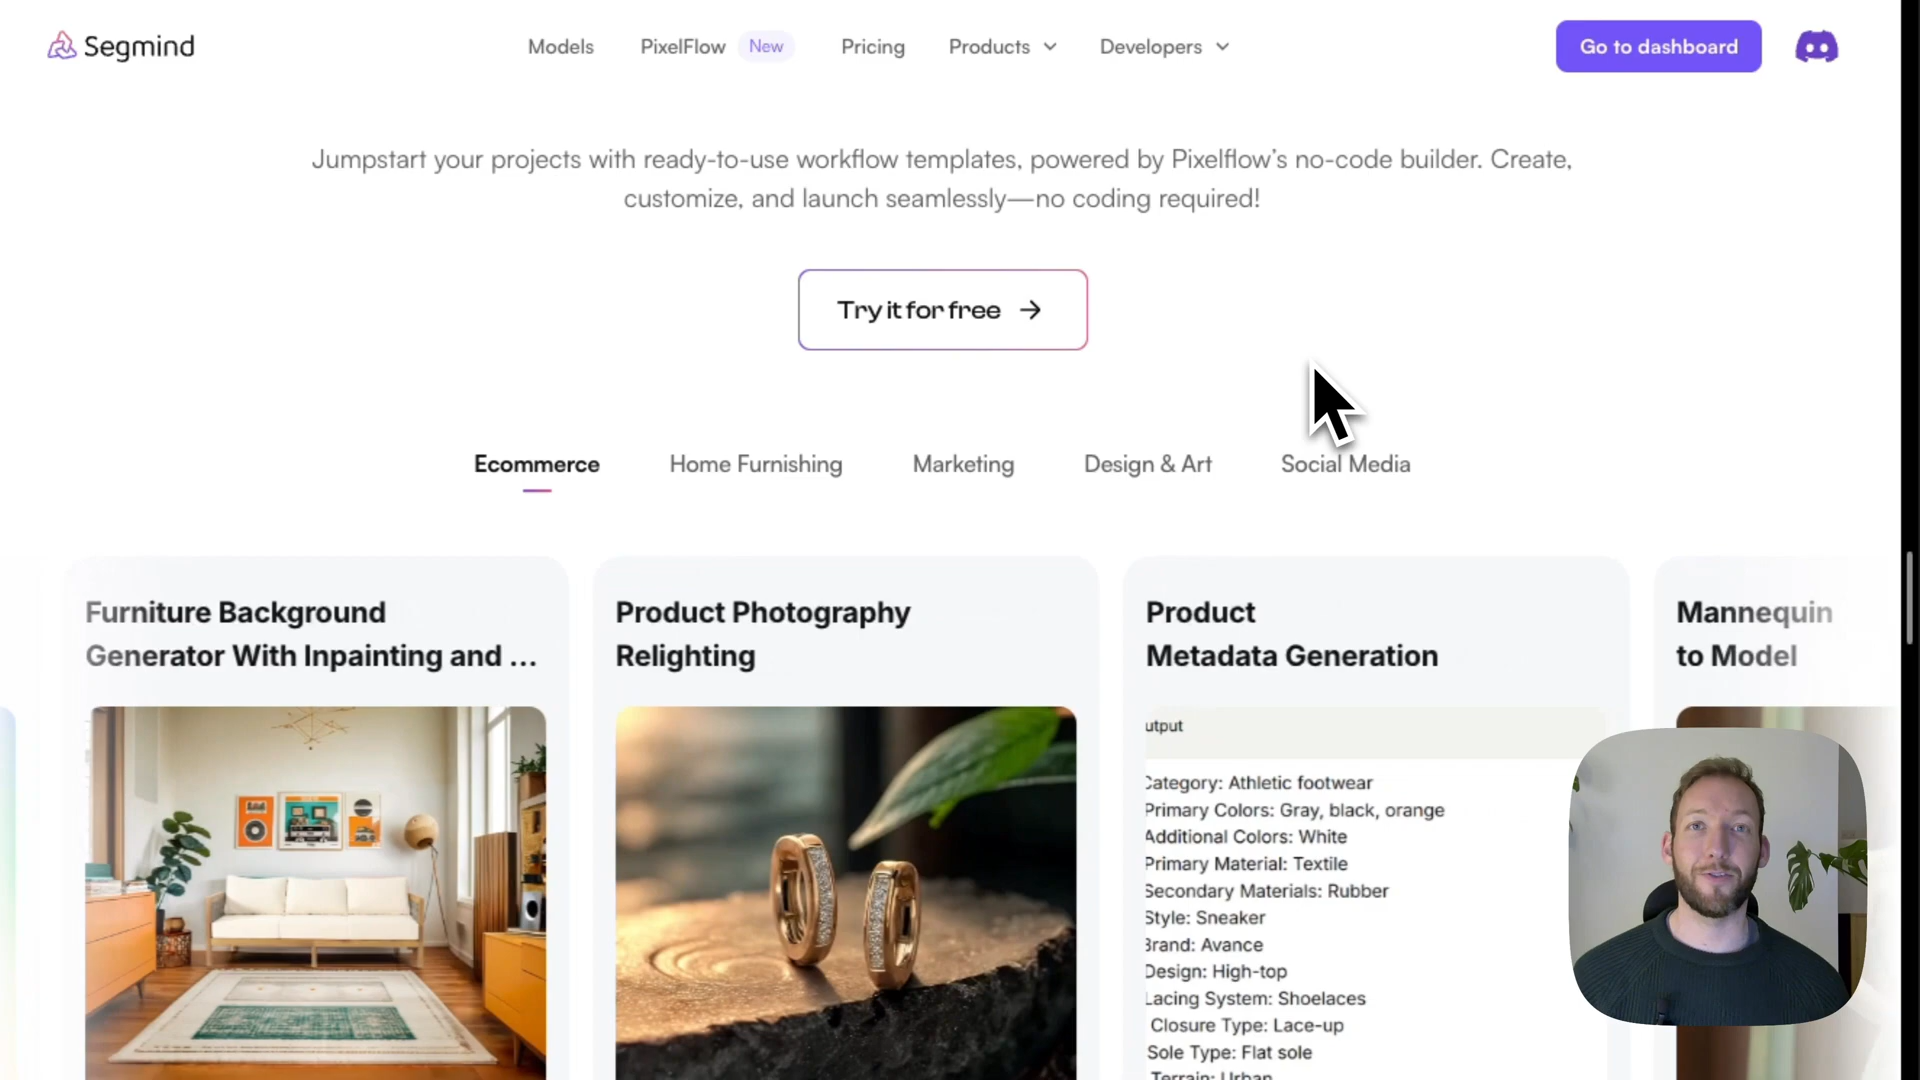 Segmind
Models
PixelFlow New
Pricing
Products
Developers
Go to dashboard
Jumpstart your projects with ready-to-use workflow templates, powered by Pixelflow's no-code builder. Create,
customize, and launch seamlessly—no coding required!
Try it for free
Ecommerce
Home Furnishing
Marketing
Design & Art
Social Media
Furniture Background
Generator With Inpainting and ...
Product Photography
Relighting
Product
Metadata Generation
utput
Category: Athletic footwear
Primary Colors: Gray, black, orange
Additional Colors: White
Primary Material: Textile
Secondary Materials: Rubber
Style: Sneaker
Brand: Avance
Design: High-top
Lacing System: Shoelaces
Closure Type: Lace-up
Sole Type: Flat sole
Terrain: Urban
Mannequin
to Model